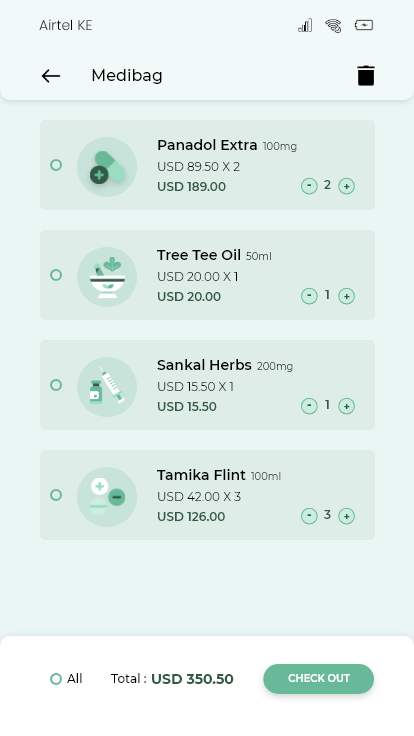 Airtel KE
Medibag
Panadol Extra 100mg
USD 89.50 X 2
USD 189.00
- 2 +
Tree Tee Oil 50ml
USD 20.00 X 1
USD 20.00
- 1 +
Sankal Herbs 200mg
USD 15.50 X 1
USD 15.50
- 1 +
Tamika Flint 100ml
USD 42.00 X 3
USD 126.00
- 3 +
All Total : USD 350.50 CHECK OUT